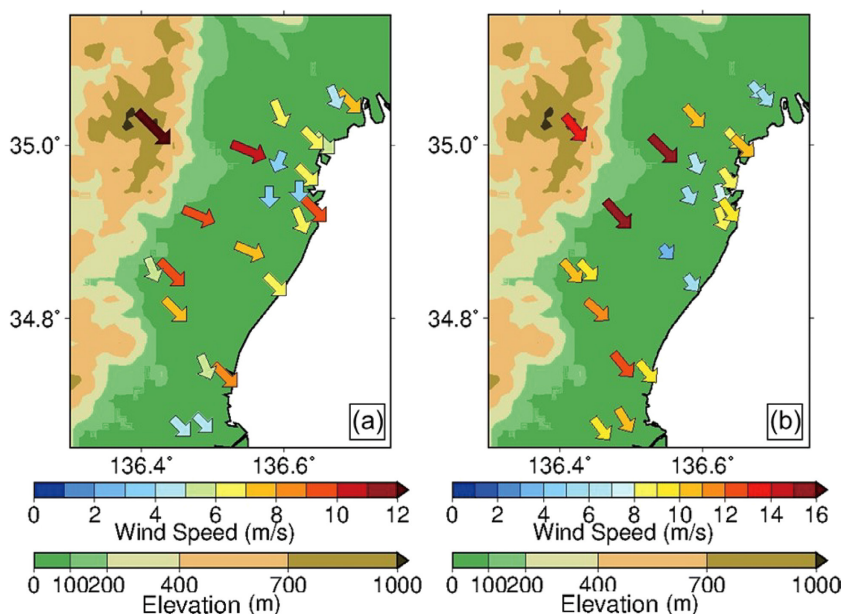 35.0°
34.8°
(a)
136.4°
136.6°
0 2 4 6 8 10 12
Wind Speed (m/s)
0 100200 400 700 1000
Elevation (m)
35.0°
34.8°
(b)
136.4°
136.6°
0 2 4 6 8 10 12 14 16
Wind Speed (m/s)
0 100200 400 700 1000
Elevation (m)